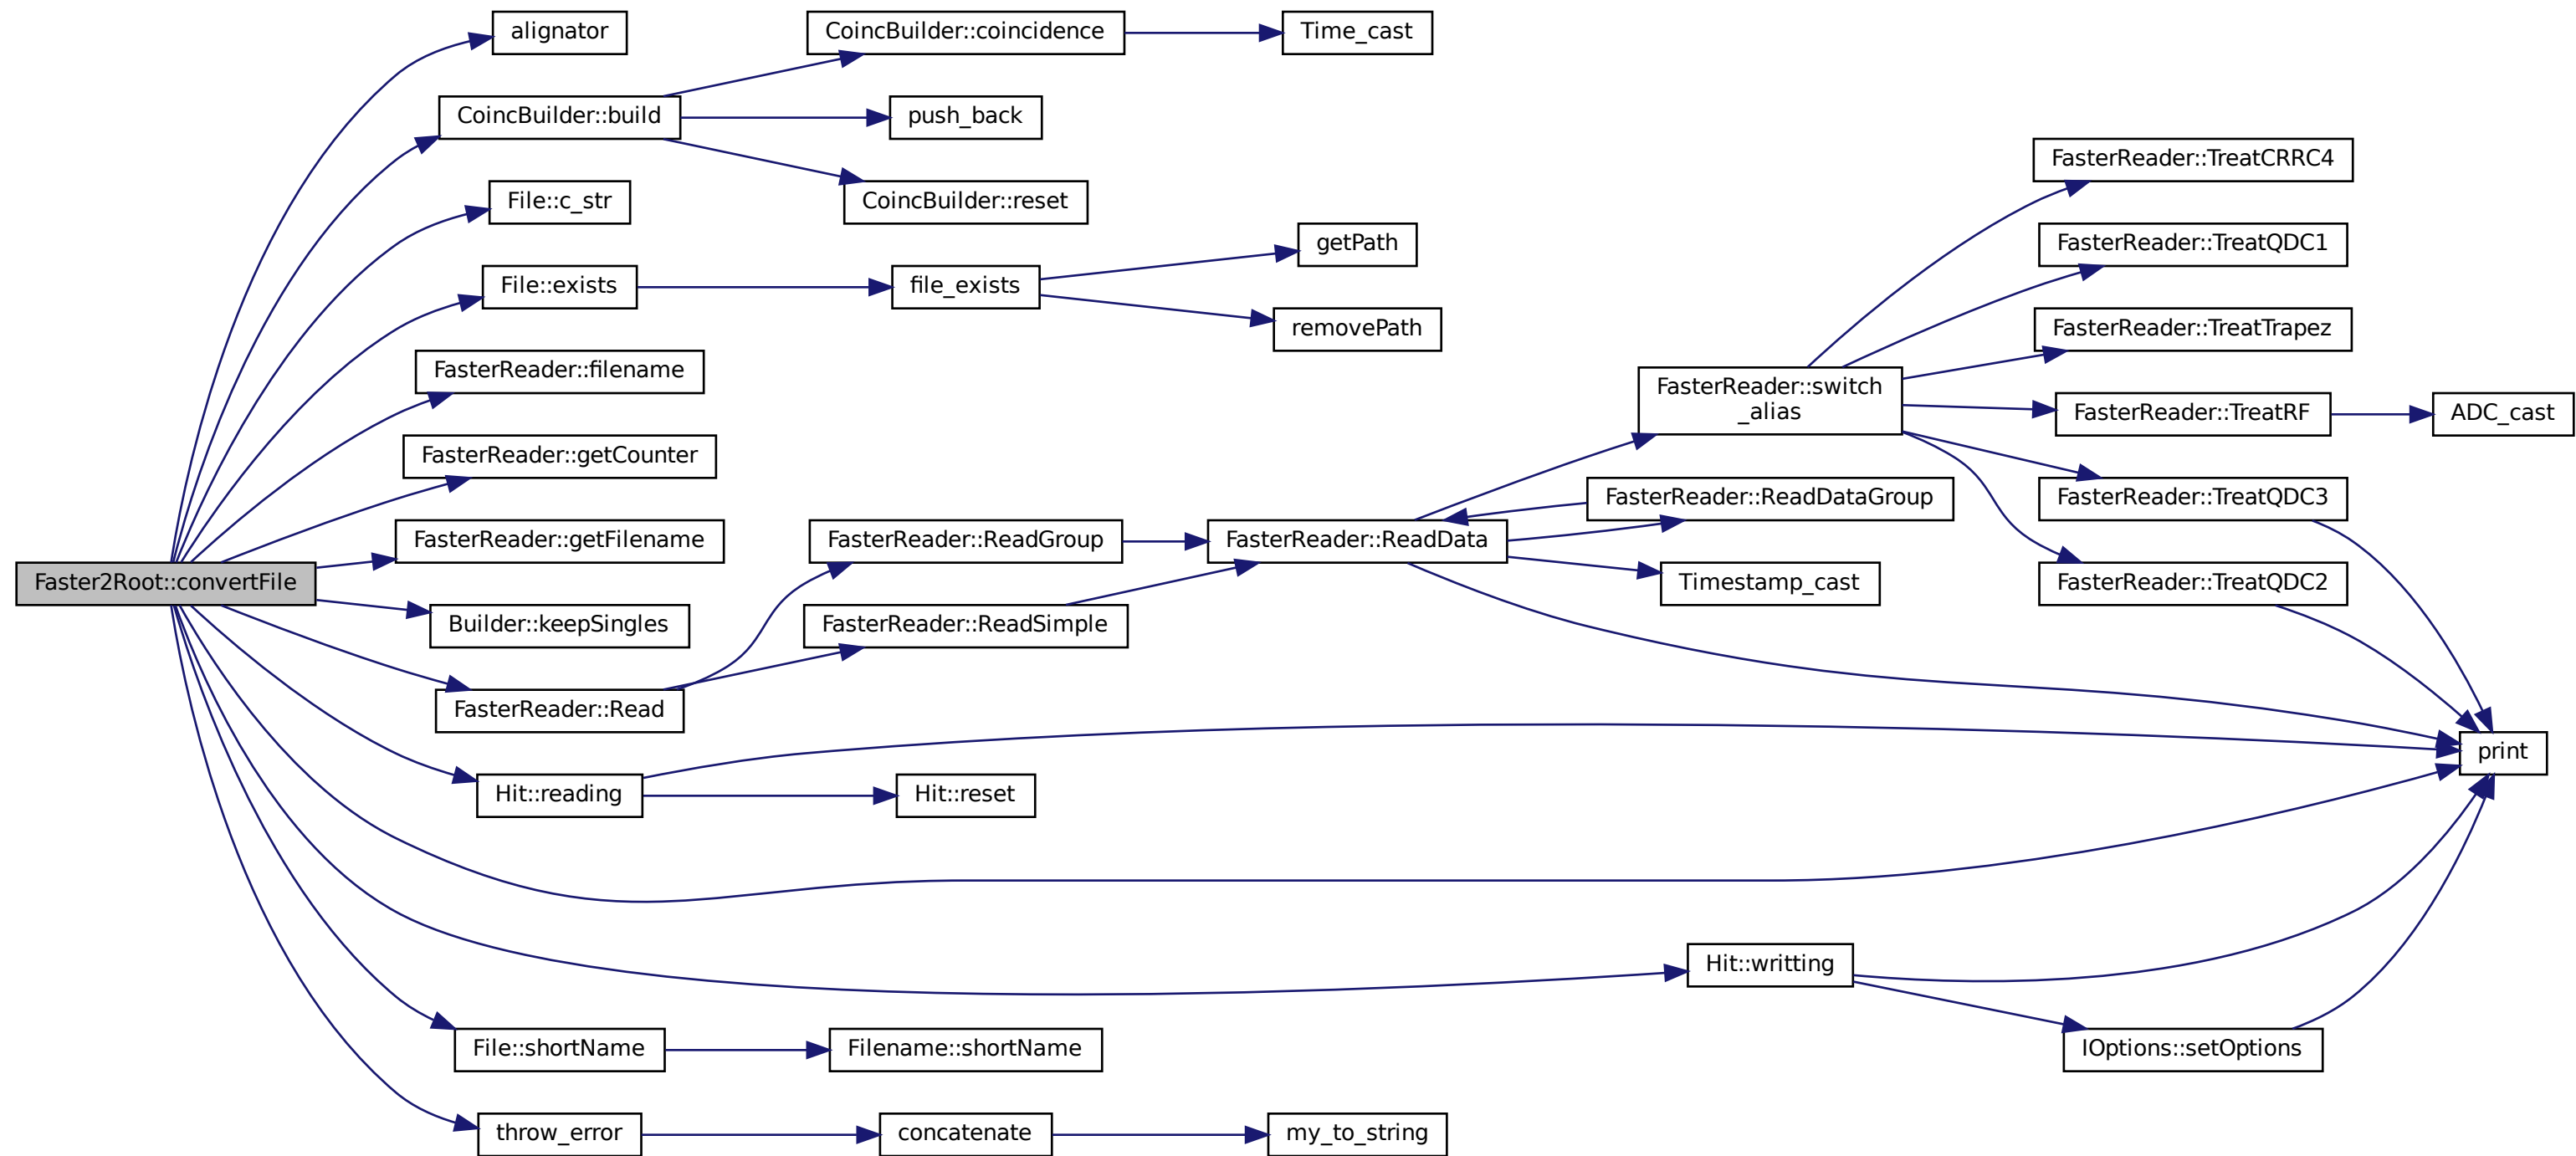 Faster2Root::convertFile
alignator
CoincBuilder::build
CoincBuilder::coincidence
Time_cast
push_back
CoincBuilder::reset
File::c_str
File::exists
file_exists
getPath
removePath
FasterReader::filename
FasterReader::getCounter
FasterReader::getFilename
Builder::keepSingles
FasterReader::Read
FasterReader::ReadGroup
FasterReader::ReadSimple
FasterReader::ReadData
FasterReader::switch
_alias
FasterReader::ReadDataGroup
Timestamp_cast
FasterReader::TreatCRRC4
FasterReader::TreatQDC1
FasterReader::TreatTrapez
FasterReader::TreatRF
ADC_cast
FasterReader::TreatQDC3
FasterReader::TreatQDC2
print
Hit::reading
Hit::reset
Hit::writting
IOptions::setOptions
File::shortName
Filename::shortName
throw_error
concatenate
my_to_string